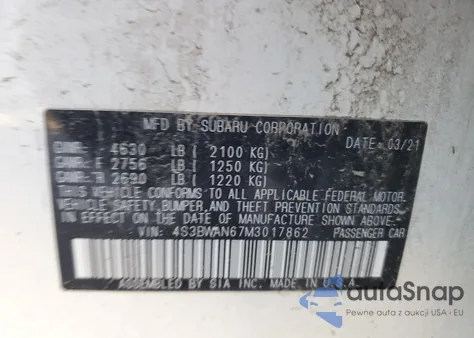 MFD BY SUBARU CORPORATION
DATE: 03/21
GVWR: 4630 LB ( 2100 KG)
GAWR: F 2756 LB ( 1250 KG)
GAWR: R 2690 LB ( 1220 KG)
THIS VEHICLE CONFORMS TO ALL APPLICABLE FEDERAL MOTOR
VEHICLE SAFETY, BUMPER, AND THEFT PREVENTION STANDARDS
IN EFFECT ON THE DATE OF MANUFACTURE SHOWN ABOVE.
VIN: 4S3BWAN67M3017862 PASSENGER CAR
ASSEMBLED BY SIA INC. MADE IN U.S.A.
autaSnap
Pewne auta z aukcji USA i EU